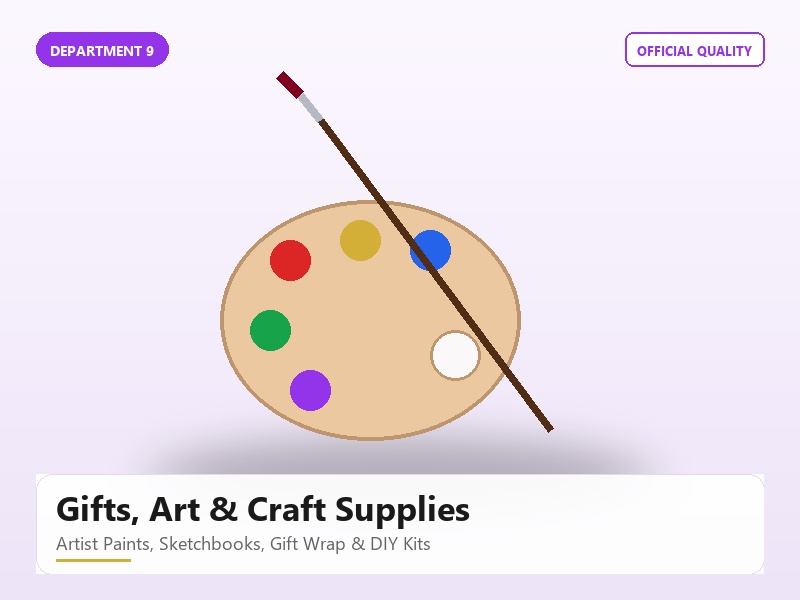 DEPARTMENT 9
OFFICIAL QUALITY
Gifts, Art & Craft Supplies
Artist Paints, Sketchbooks, Gift Wrap & DIY Kits